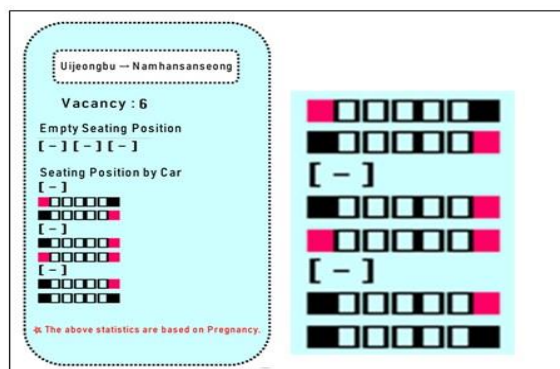 Uijeongbu → Namhansanseong
Vacancy : 6
Empty Seating Position
[ - ] [ - ] [ - ]
Seating Position by Car
[ - ]
[ - ]
[ - ]
※ The above statistics are based on Pregnancy.
[ - ]
[ - ]